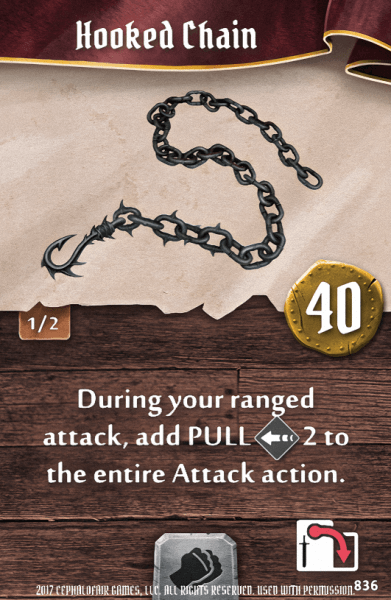 Hooked Chain
40
1/2
During your ranged
attack, add PULL 2 to
the entire Attack action.
2017 CEPHALOFAIR GAMES, LLC. ALL RIGHTS RESERVED. USED WITH PERMISSION.
836